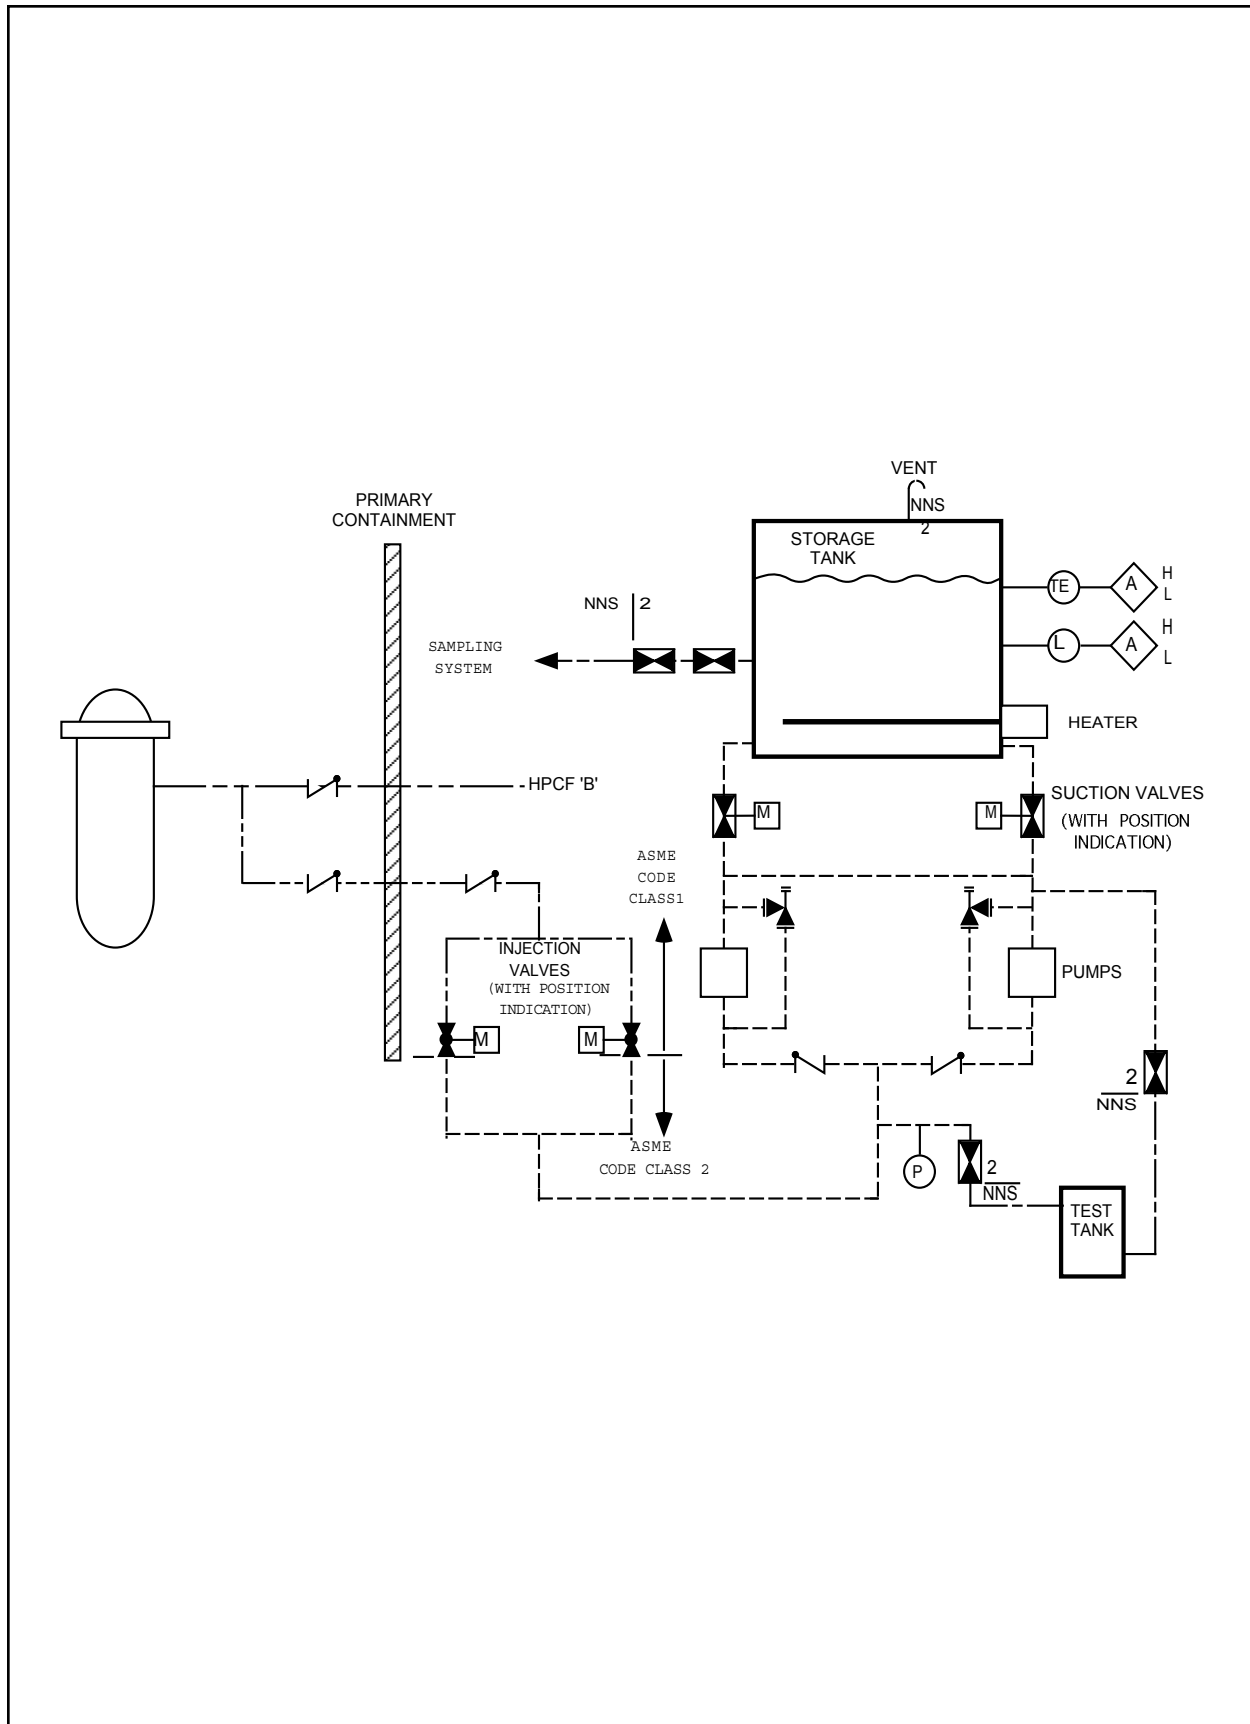 VENT
NNS
2
PRIMARY
CONTAINMENT
STORAGE
TANK
TE
A
H
L
NNS
2
L
A
H
L
SAMPLING
SYSTEM
HEATER
HPCF 'B'
M
M
SUCTION VALVES
(WITH POSITION
INDICATION)
ASME
CODE
CLASS1
INJECTION
VALVES
(WITH POSITION
INDICATION)
PUMPS
M
M
2
NNS
ASME
CODE CLASS 2
P
2
NNS
TEST
TANK